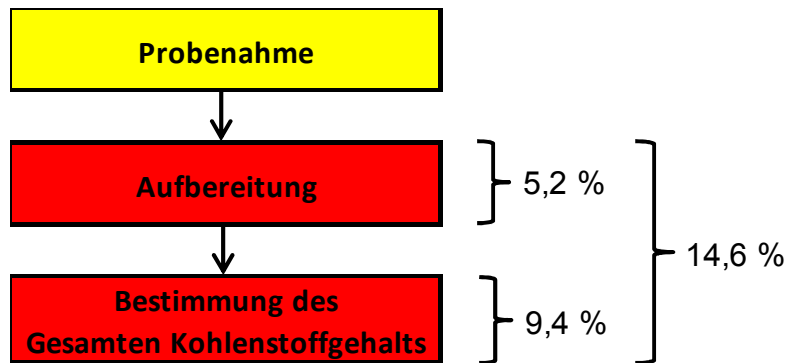 Probenahme
Aufbereitung
5,2 %
14,6 %
Bestimmung des
Gesamten Kohlenstoffgehalts
9,4 %